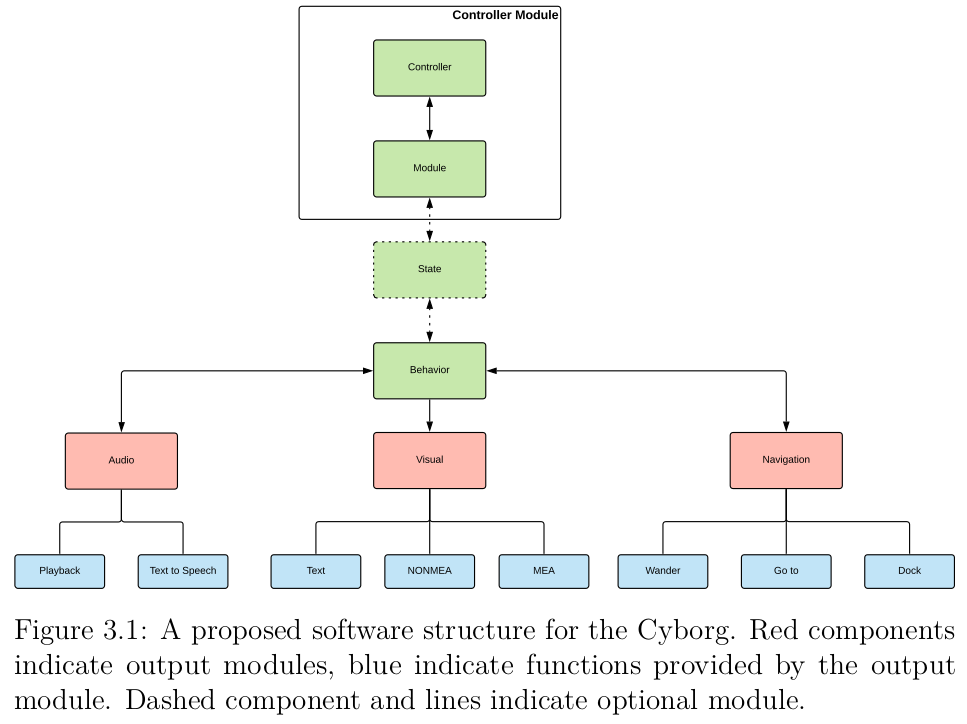 Controller Module
Controller
Module
State
Behavior
Audio
Visual
Navigation
Playback
Text to Speech
Text
NONMEA
MEA
Wander
Go to
Dock
Figure 3.1: A proposed software structure for the Cyborg. Red components
indicate output modules, blue indicate functions provided by the output
module. Dashed component and lines indicate optional module.